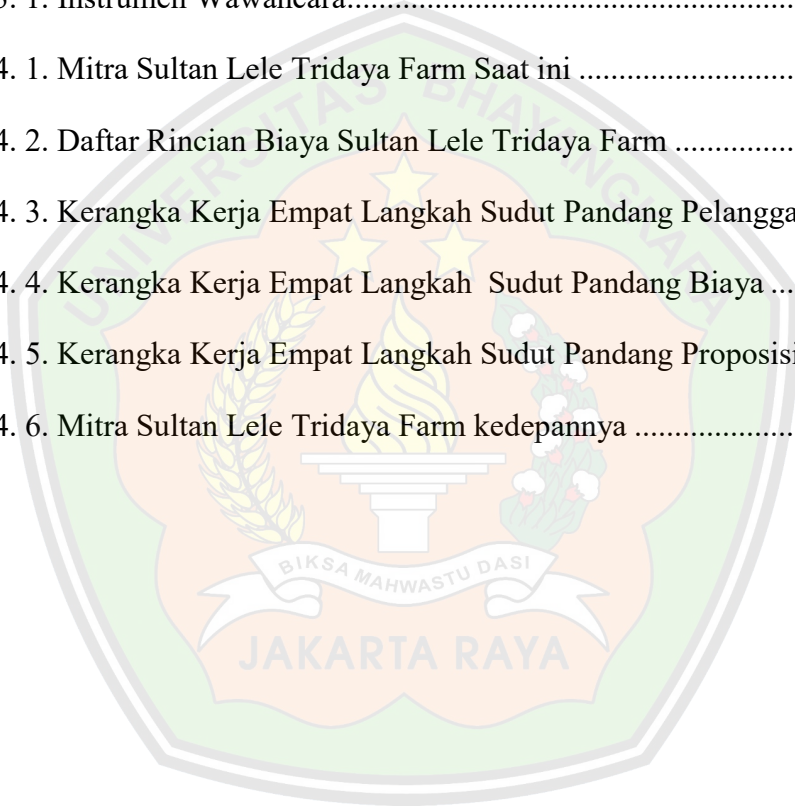 3. 1. Instrumen Wawancara..........................................................
4. 1. Mitra Sultan Lele Tridaya Farm Saat ini ...........................
4. 2. Daftar Rincian Biaya Sultan Lele Tridaya Farm ...............
4. 3. Kerangka Kerja Empat Langkah Sudut Pandang
4. 4. Kerangka Kerja Empat Langkah  Sudut Pandang Biaya ...
4. 5. Kerangka Kerja Empat Langkah Sudut Pandang Proposisi
4. 6. Mitra Sultan Lele Tridaya Farm kedepannya ....................
UNIVERSITAS BHAYANGKARA
BIKSA MAHWASTU DASI
JAKARTA RAYA